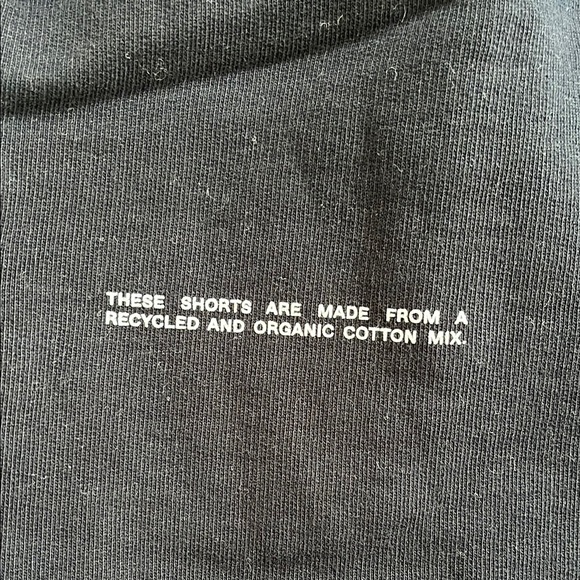 THESE SHORTS ARE MADE FROM A
RECYCLED AND ORGANIC COTTON MIX.